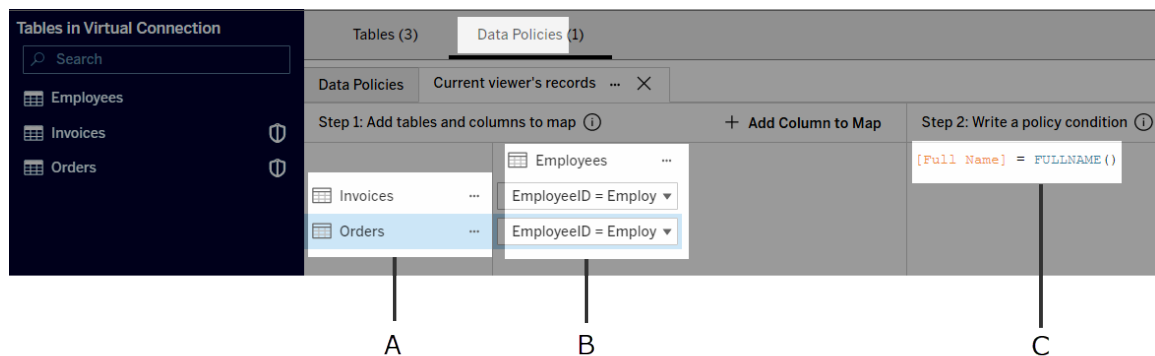 Tables in Virtual Connection
Search
Employees
Invoices
Orders
Tables (3)
Data Policies (1)
Data Policies
Current viewer's records ...
Step 1: Add tables and columns to map
+ Add Column to Map
Step 2: Write a policy condition
Employees ...
[Full Name] = FULLNAME()
Invoices ...
EmployeeID = Employ
Orders ...
EmployeeID = Employ
A
B
C